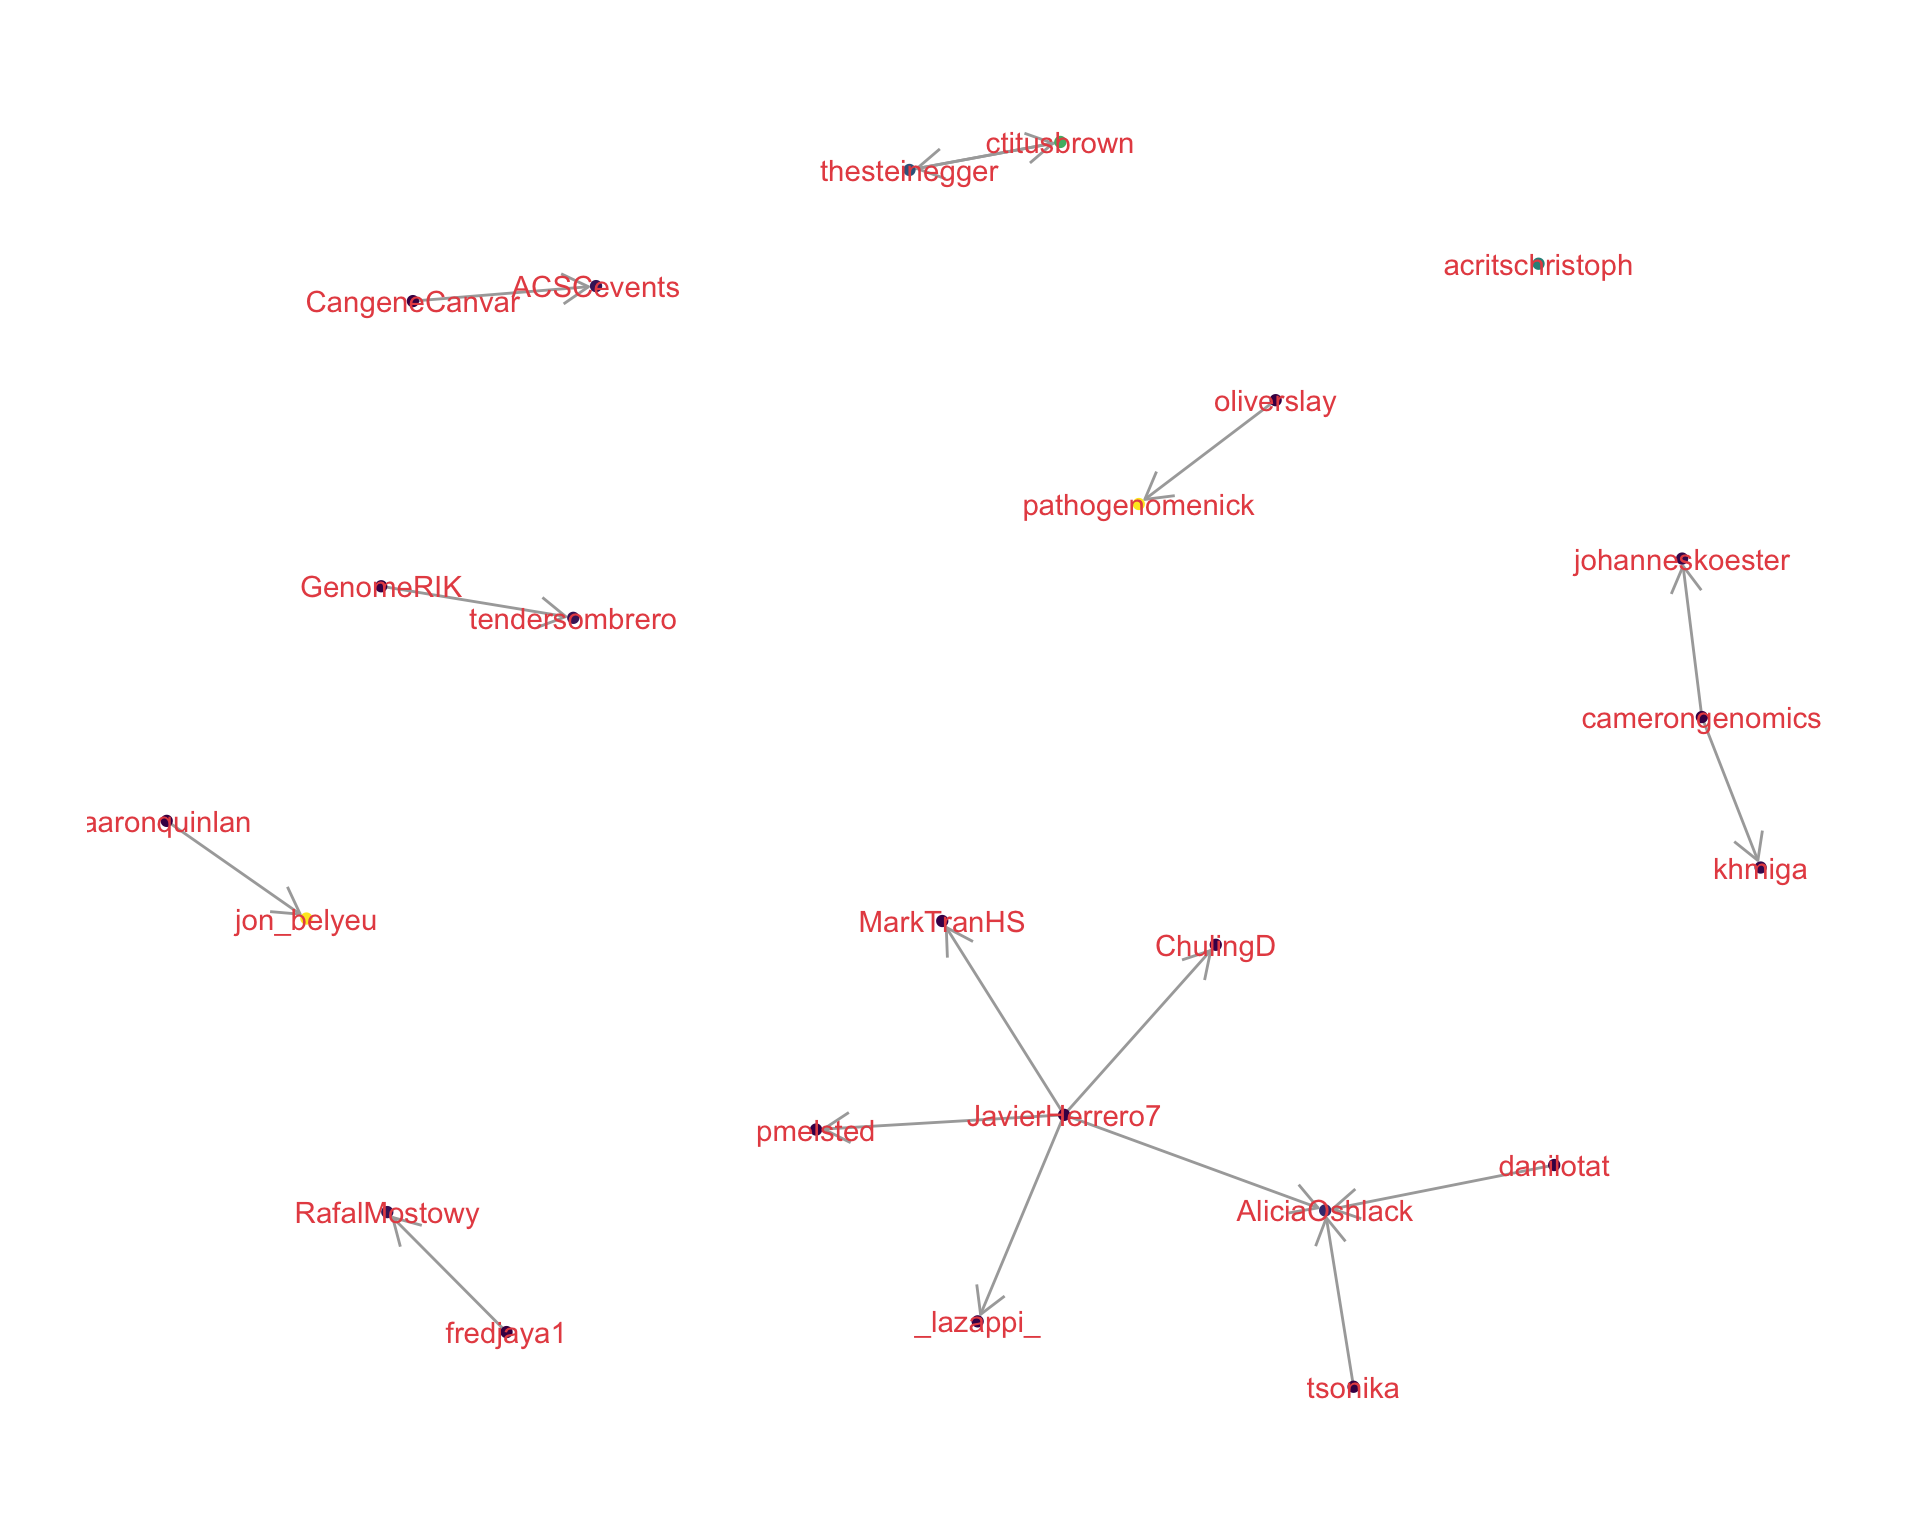 ctitusbrown
thesteinegger
acritschristoph
ACSCevents
CangeneCanvar
oliverslay
pathogenomenick
johanneskoester
GenomeRIK
tendersombrero
camerongenomics
aaronquinlan
khmiga
jon_belyeu
MarkTranHS
ChulingD
JavierHerrero7
pmelsted
danilotat
AliciaOshlack
RafalMostowy
_lazappi_
fredjaya1
tsonika